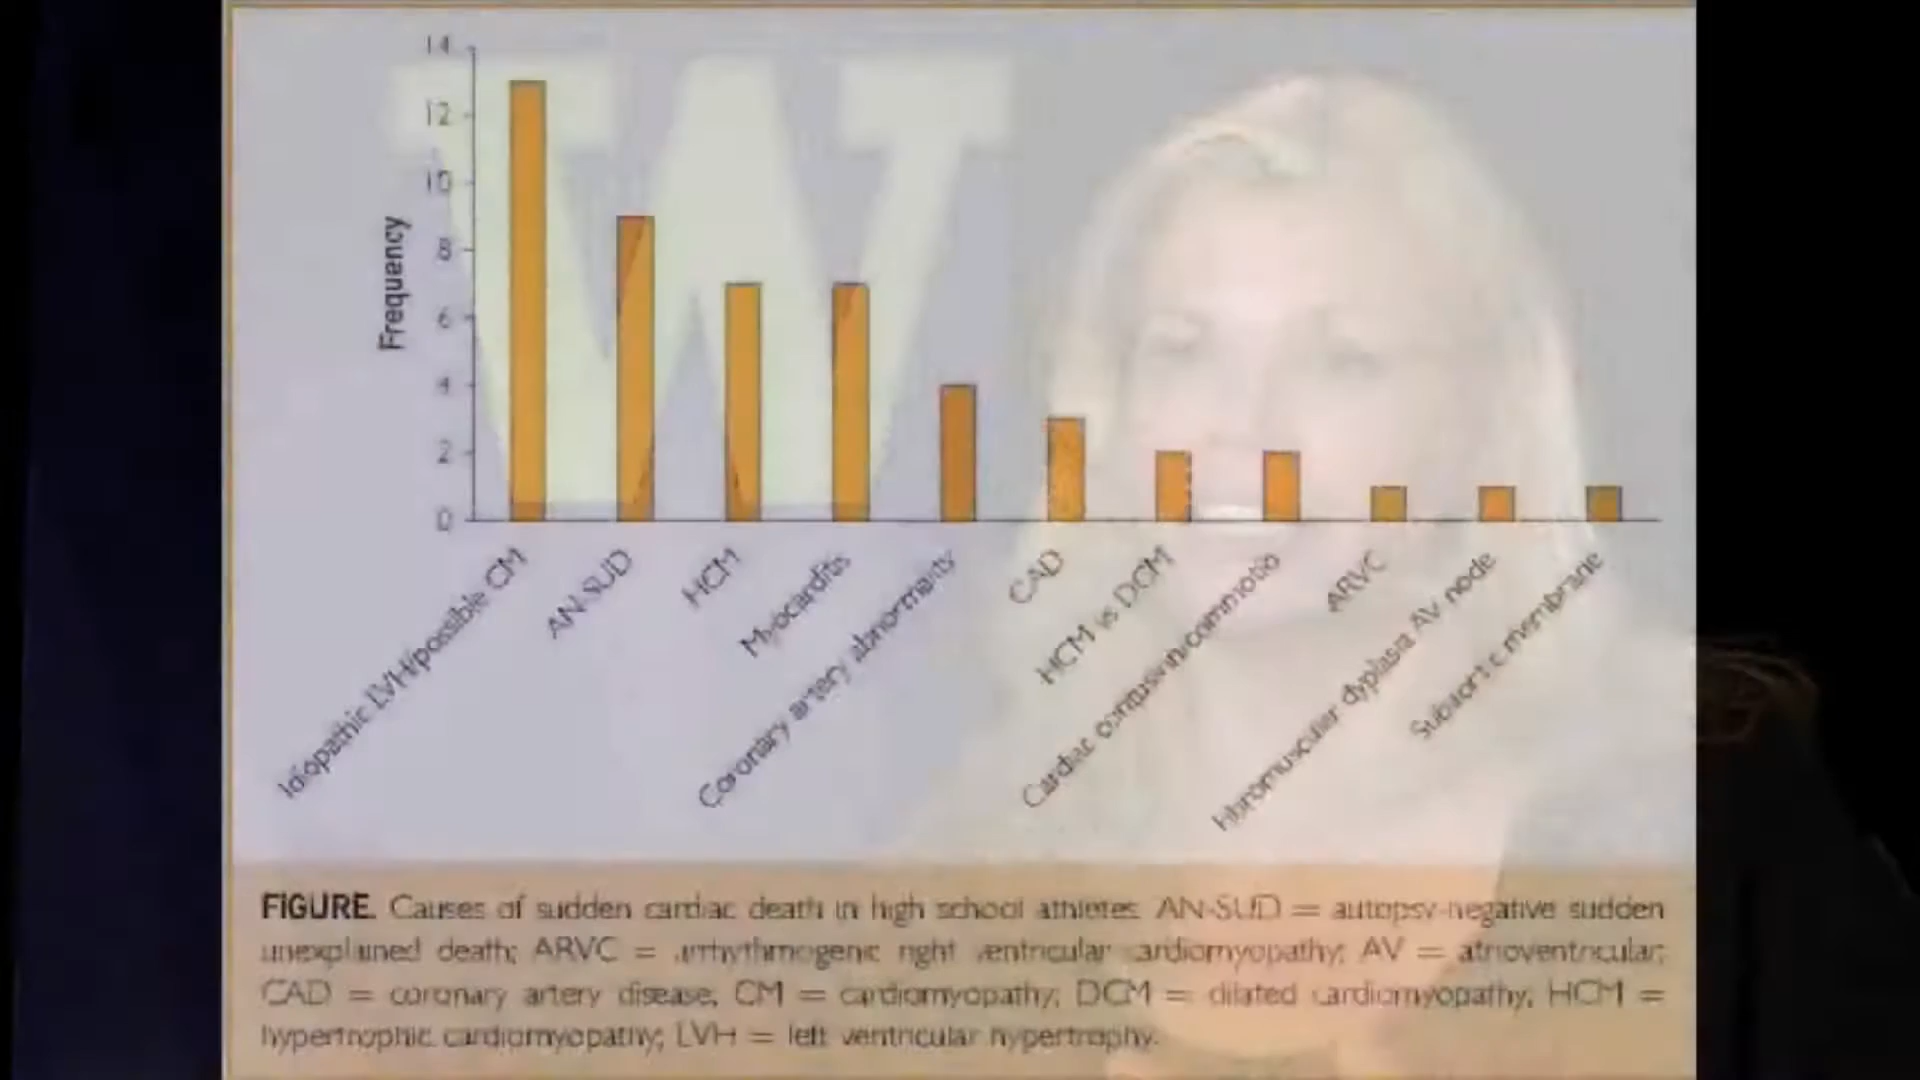 14
12
10
8
6
4
2
0
Frequency
Idiopathic LVH/possible CM
AN-SUD
HCM
Myocarditis
Coronary artery abnormality
CAD
HCM vs DCM
Cardiac contusion/commotio
ARVC
Fibromuscular dyplasia AV node
Subaortic membrane
W
FIGURE. Causes of sudden cardiac death in high school athletes. AN-SUD = autopsy-negative sudden
unexplained death; ARVC = arrhythmogenic right ventricular cardiomyopathy; AV = atrioventricular;
CAD = coronary artery disease; CM = cardiomyopathy; DCM = dilated cardiomyopathy; HCM =
hypertrophic cardiomyopathy; LVH = left ventricular hypertrophy.